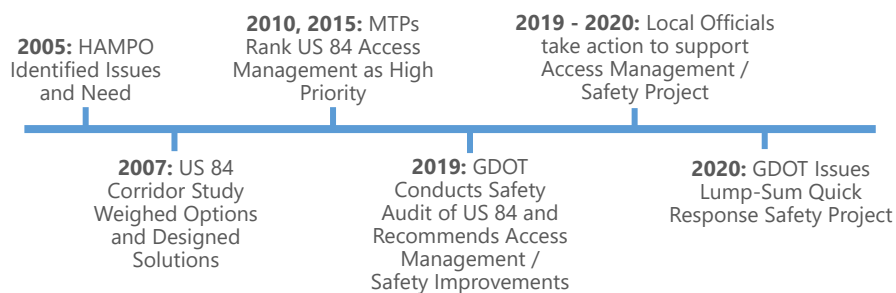 2005: HAMPO
Identified Issues
and Need
2010, 2015: MTPs
Rank US 84 Access
Management as High
Priority
2019 - 2020: Local Officials
take action to support
Access Management /
Safety Project
2007: US 84
Corridor Study
Weighed Options
and Designed
Solutions
2019: GDOT
Conducts Safety
Audit of US 84 and
Recommends Access
Management /
Safety Improvements
2020: GDOT Issues
Lump-Sum Quick
Response Safety Project